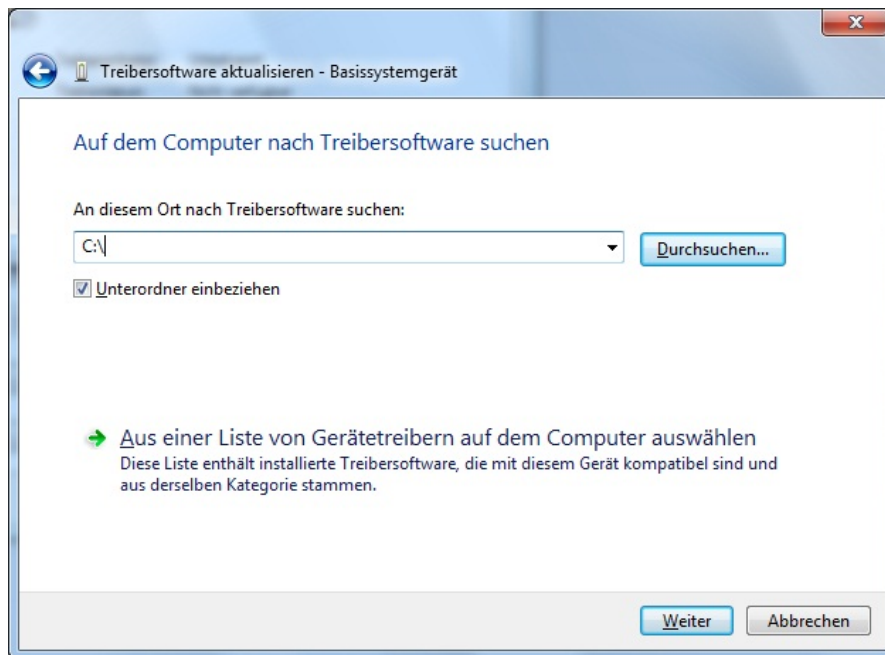 Treibersoftware aktualisieren - Basissystemgerät
Auf dem Computer nach Treibersoftware suchen
An diesem Ort nach Treibersoftware suchen:
C:\
Durchsuchen...
Unterordner einbeziehen
Aus einer Liste von Gerätetreibern auf dem Computer auswählen
Diese Liste enthält installierte Treibersoftware, die mit diesem Gerät kompatibel sind und
aus derselben Kategorie stammen.
Weiter
Abbrechen